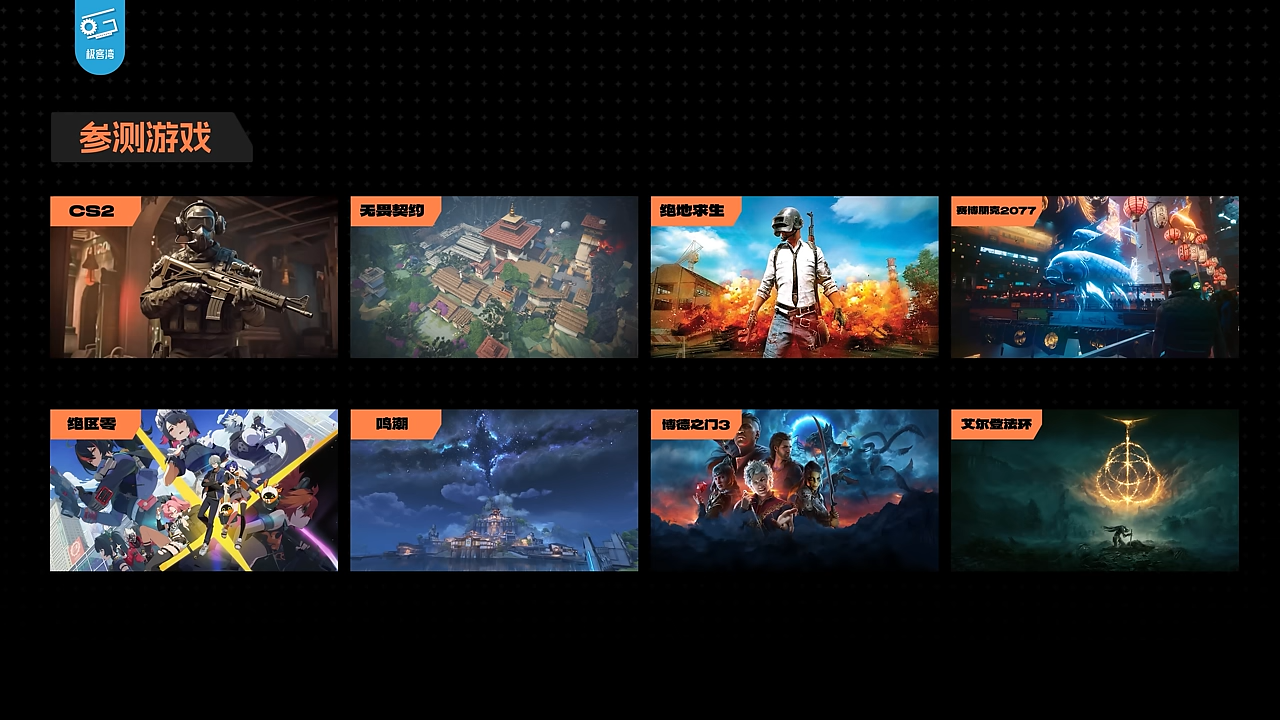 极客湾
参测游戏
CS2
无畏契约
绝地求生
赛博朋克2077
绝区零
鸣潮
博德之门3
艾尔登法环